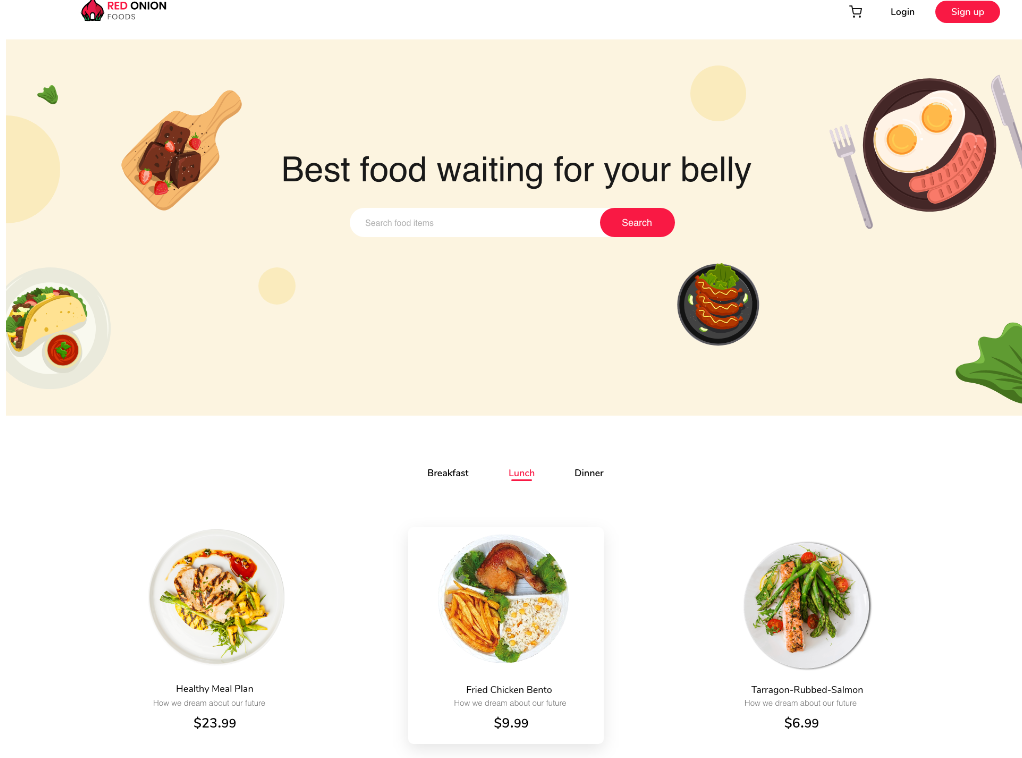 RED ONION
FOODS
Login
Sign up
Best food waiting for your belly
Search food items
Search
Breakfast
Lunch
Dinner
Healthy Meal Plan
How we dream about our future
$23.99
Fried Chicken Bento
How we dream about our future
$9.99
Tarragon-Rubbed-Salmon
How we dream about our future
$6.99